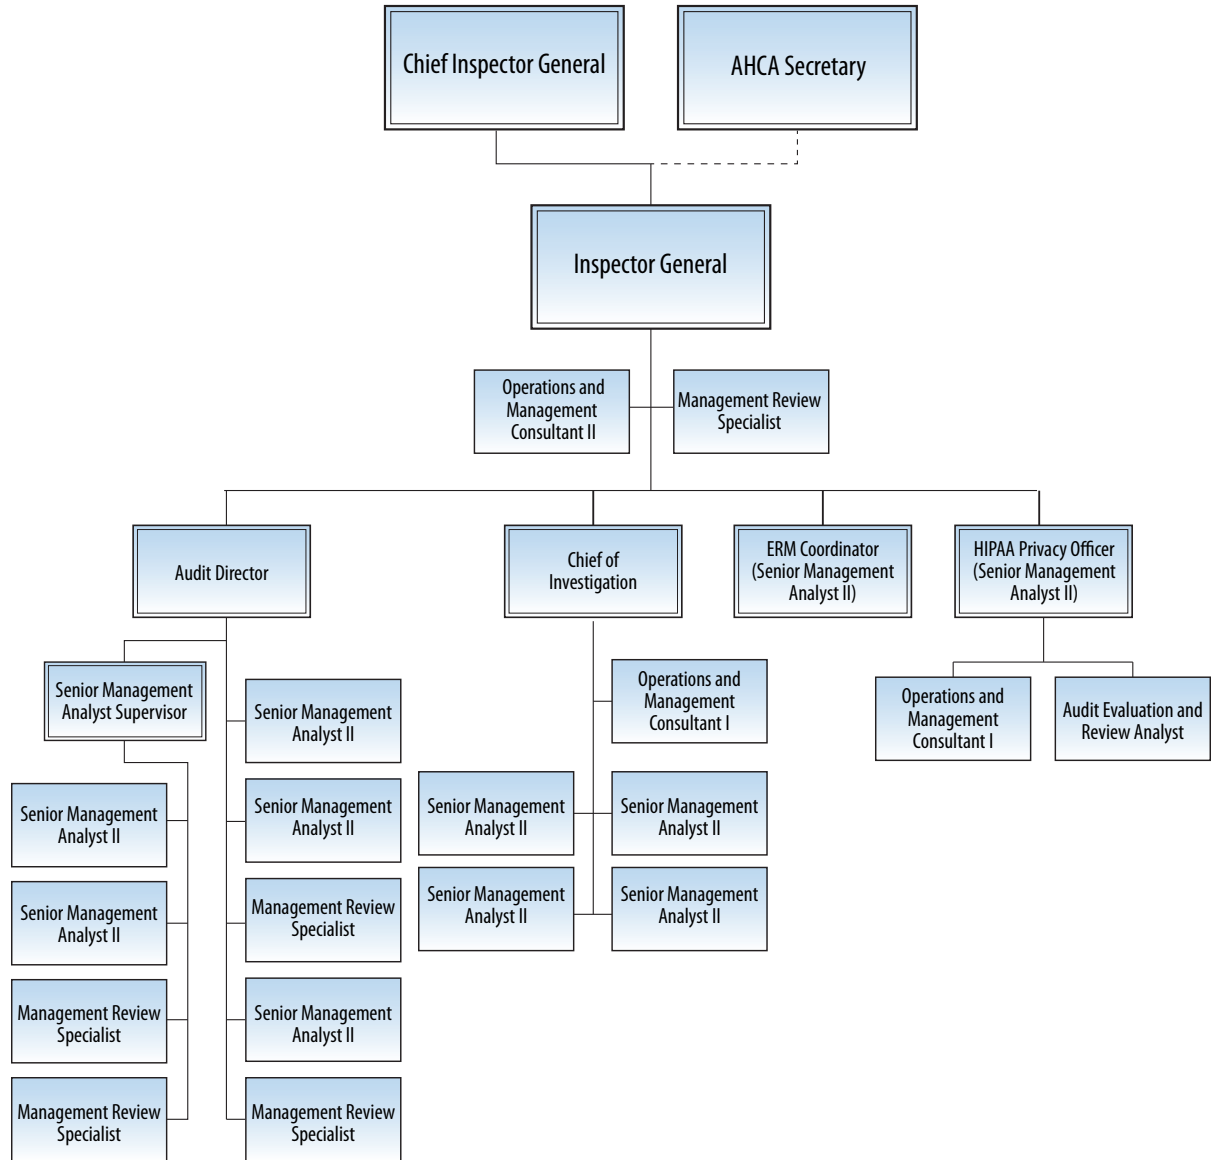 Chief Inspector General
AHCA Secretary
Inspector General
Operations and
Management
Consultant II
Management Review
Specialist
Audit Director
Chief of
Investigation
ERM Coordinator
(Senior Management
Analyst II)
HIPAA Privacy Officer
(Senior Management
Analyst II)
Senior Management
Analyst Supervisor
Senior Management
Analyst II
Senior Management
Analyst II
Management Review
Specialist
Management Review
Specialist
Senior Management
Analyst II
Senior Management
Analyst II
Management Review
Specialist
Senior Management
Analyst II
Management Review
Specialist
Operations and
Management
Consultant I
Senior Management
Analyst II
Senior Management
Analyst II
Senior Management
Analyst II
Senior Management
Analyst II
Operations and
Management
Consultant I
Audit Evaluation and
Review Analyst